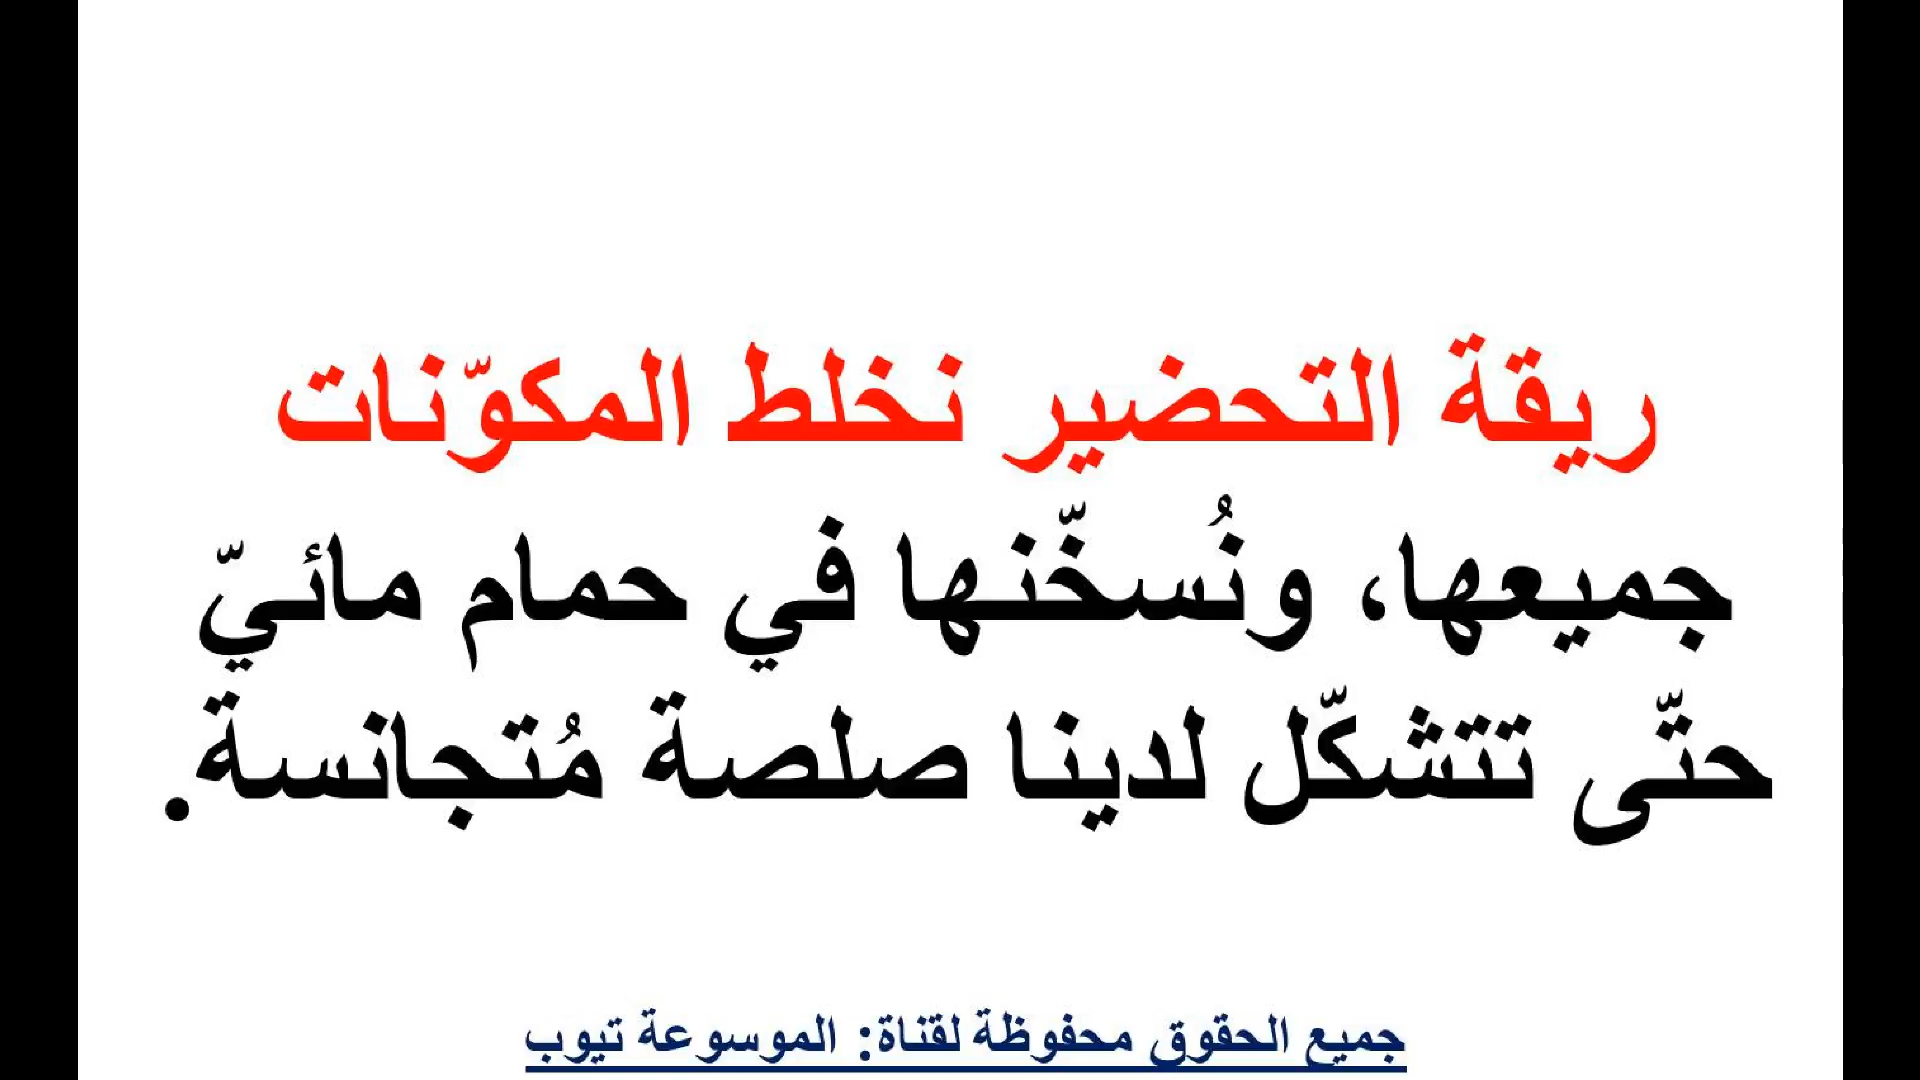 ريقة التحضير نخلط المكوّنات
جميعها، ونُسخّنها في حمام مائيّ
حتّى تتشكّل لدينا صلصة مُتجانسة.
جميع الحقوق محفوظة لقناة: الموسوعة تيوب